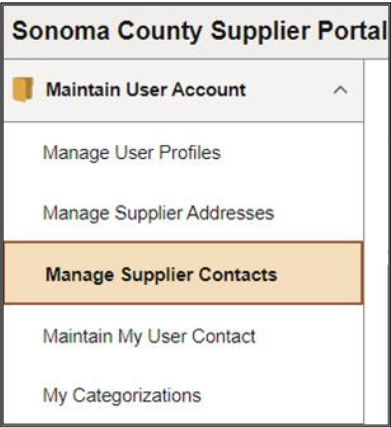 Sonoma County Supplier Portal
Maintain User Account
Manage User Profiles
Manage Supplier Addresses
Manage Supplier Contacts
Maintain My User Contact
My Categorizations